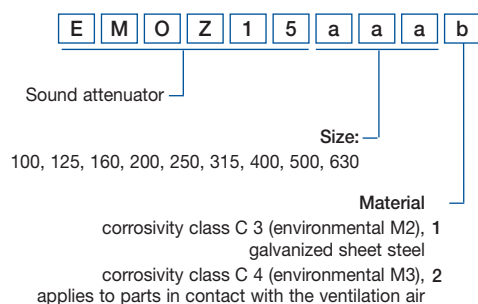 E M O Z 1 5 a a a b
Sound attenuator
Size:
100, 125, 160, 200, 250, 315, 400, 500, 630
Material
corrosivity class C 3 (environmental M2), 1
galvanized sheet steel
corrosivity class C 4 (environmental M3), 2
applies to parts in contact with the ventilation air